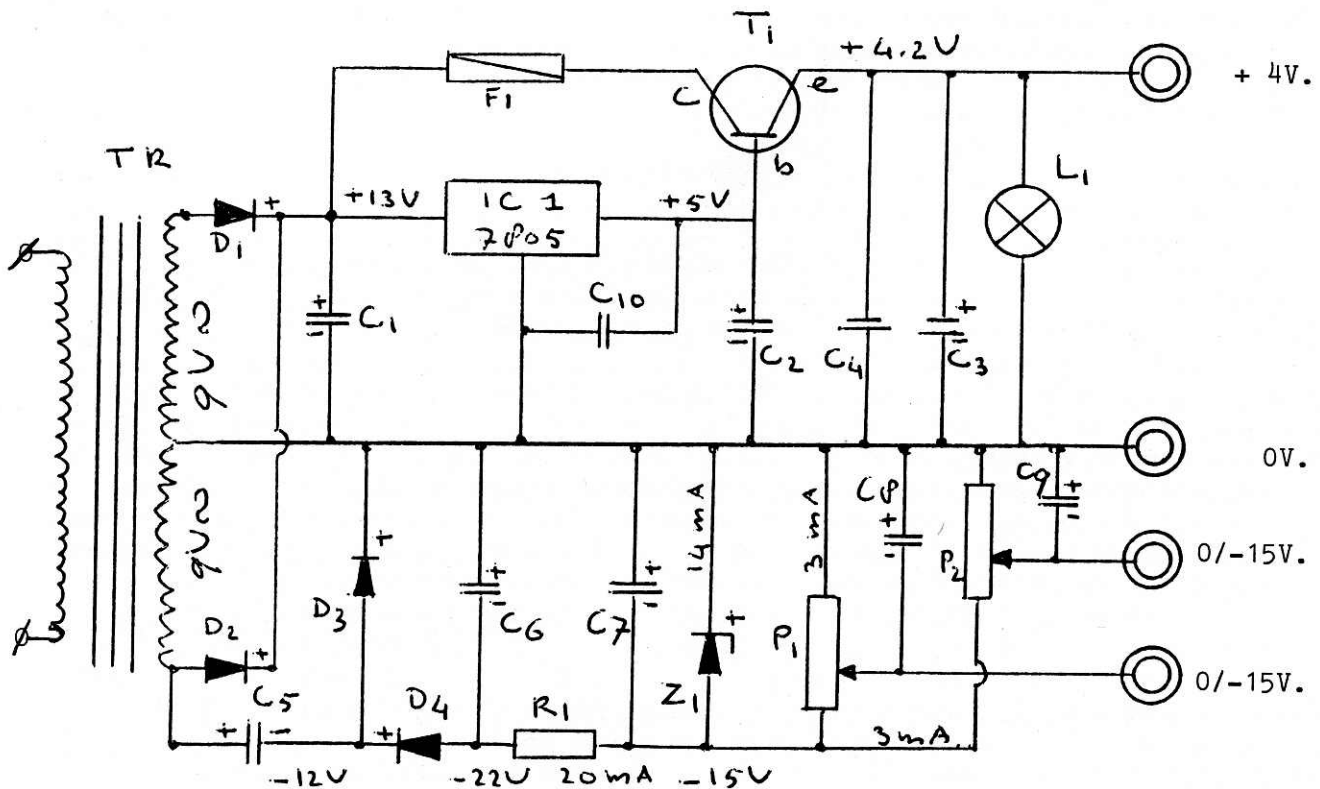 T1
+4.2V
F1
c
e
b
+4V.
TR
L1
+13V
IC 1
7805
+5V
D1
C1
C10
C2
C4
C3
9V~
0V.
9V~
14mA
3mA
C8
C9
P2
0/-15V.
D3
C6
C7
Z1
P1
0/-15V.
D2
C5
D4
R1
3mA.
-12V
-22V
20mA
-15V